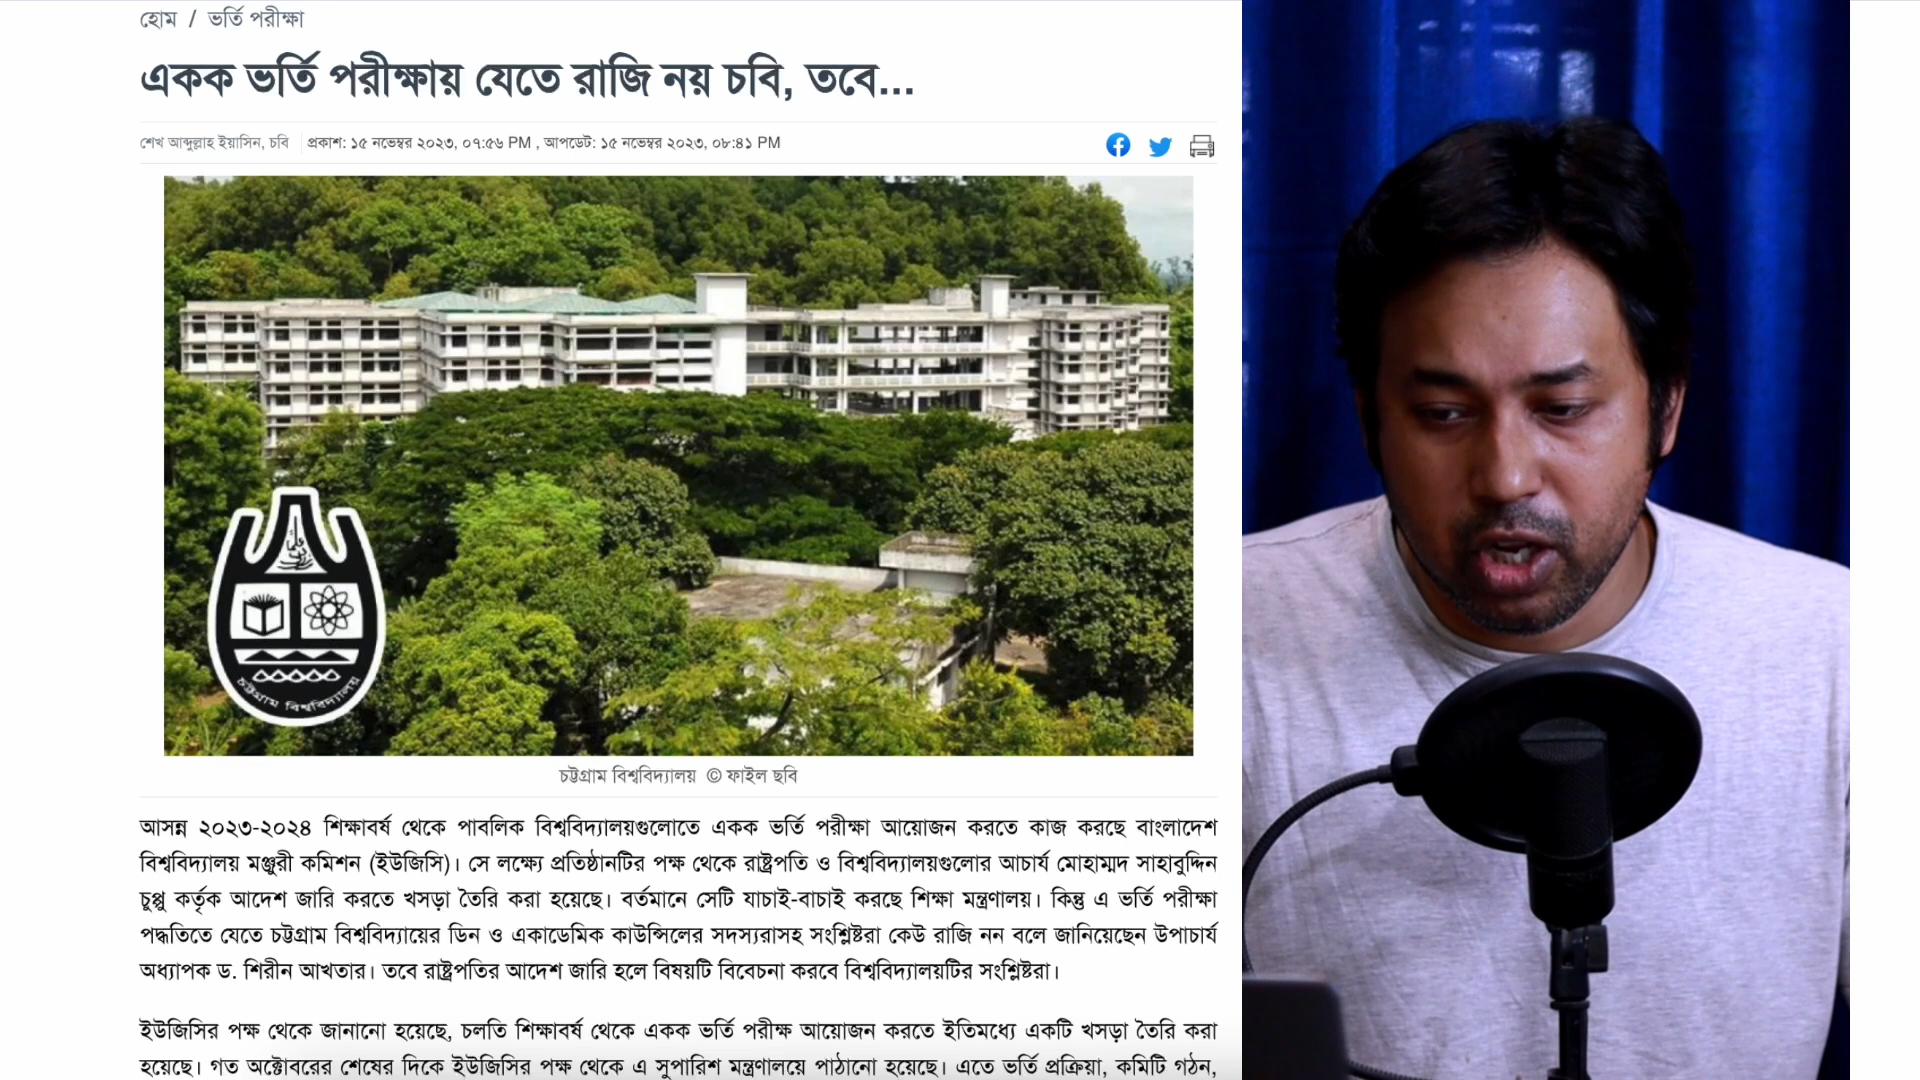 হোম / ভর্তি পরীক্ষা
একক ভর্তি পরীক্ষায় যেতে রাজি নয় চবি, তবে...
শেখ আব্দুল্লাহ ইয়াসিন, চবি প্রকাশ: ১৫ নভেম্বর ২০২৩, ০৭:৫৬ PM , আপডেট: ১৫ নভেম্বর ২০২৩, ০৮:৪১ PM
চট্টগ্রাম বিশ্ববিদ্যালয়
চট্টগ্রাম বিশ্ববিদ্যালয় © ফাইল ছবি
আসন্ন ২০২৩-২০২৪ শিক্ষাবর্ষ থেকে পাবলিক বিশ্ববিদ্যালয়গুলোতে একক ভর্তি পরীক্ষা আয়োজন করতে কাজ করছে বাংলাদেশ
বিশ্ববিদ্যালয় মঞ্জুরী কমিশন (ইউজিসি)। সে লক্ষ্যে প্রতিষ্ঠানটির পক্ষ থেকে রাষ্ট্রপতি ও বিশ্ববিদ্যালয়গুলোর আচার্য মোহাম্মদ সাহাবুদ্দিন
চুপ্পু কর্তৃক আদেশ জারি করতে খসড়া তৈরি করা হয়েছে। বর্তমানে সেটি যাচাই-বাচাই করছে শিক্ষা মন্ত্রণালয়। কিন্তু এ ভর্তি পরীক্ষা
পদ্ধতিতে যেতে চট্টগ্রাম বিশ্ববিদ্যায়ের ডিন ও একাডেমিক কাউন্সিলের সদস্যরাসহ সংশ্লিষ্টরা কেউ রাজি নন বলে জানিয়েছেন উপাচার্য
অধ্যাপক ড. শিরীন আখতার। তবে রাষ্ট্রপতির আদেশ জারি হলে বিষয়টি বিবেচনা করবে বিশ্ববিদ্যালয়টির সংশ্লিষ্টরা।
ইউজিসির পক্ষ থেকে জানানো হয়েছে, চলতি শিক্ষাবর্ষ থেকে একক ভর্তি পরীক্ষ আয়োজন করতে ইতিমধ্যে একটি খসড়া তৈরি করা
হয়েছে। গত অক্টোবরের শেষের দিকে ইউজিসির পক্ষ থেকে এ সুপারিশ মন্ত্রণালয়ে পাঠানো হয়েছে। এতে ভর্তি প্রক্রিয়া, কমিটি গঠন,